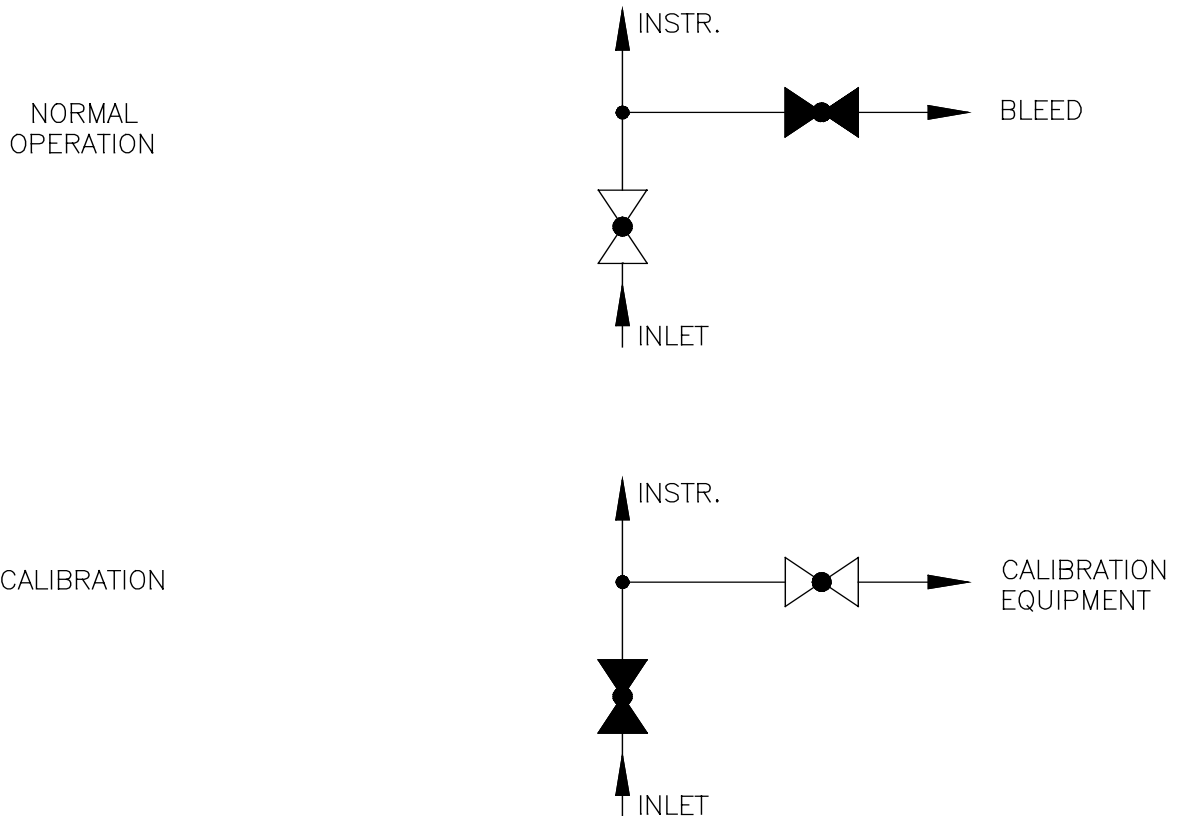 INSTR.
NORMAL
OPERATION
BLEED
INLET
INSTR.
CALIBRATION
CALIBRATION
EQUIPMENT
INLET